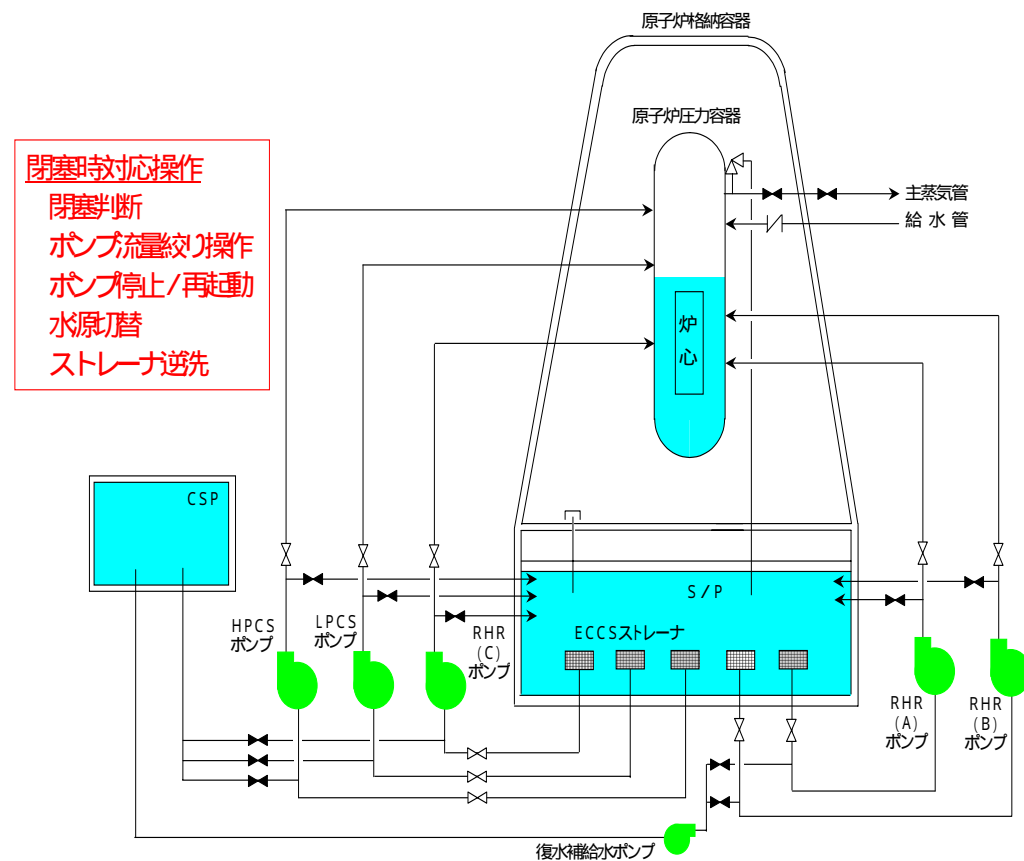 原子炉格納容器
原子炉圧力容器
閉塞時対応操作
閉塞判断
ポンプ流量絞り操作
ポンプ停止/再起動
水源切替
ストレーナ逆洗
主蒸気管
給水管
炉
心
CSP
S/P
HPCS
ポンプ
LPCS
ポンプ
RHR
(C)
ポンプ
ECCSストレーナ
RHR
(A)
ポンプ
RHR
(B)
ポンプ
復水補給水ポンプ